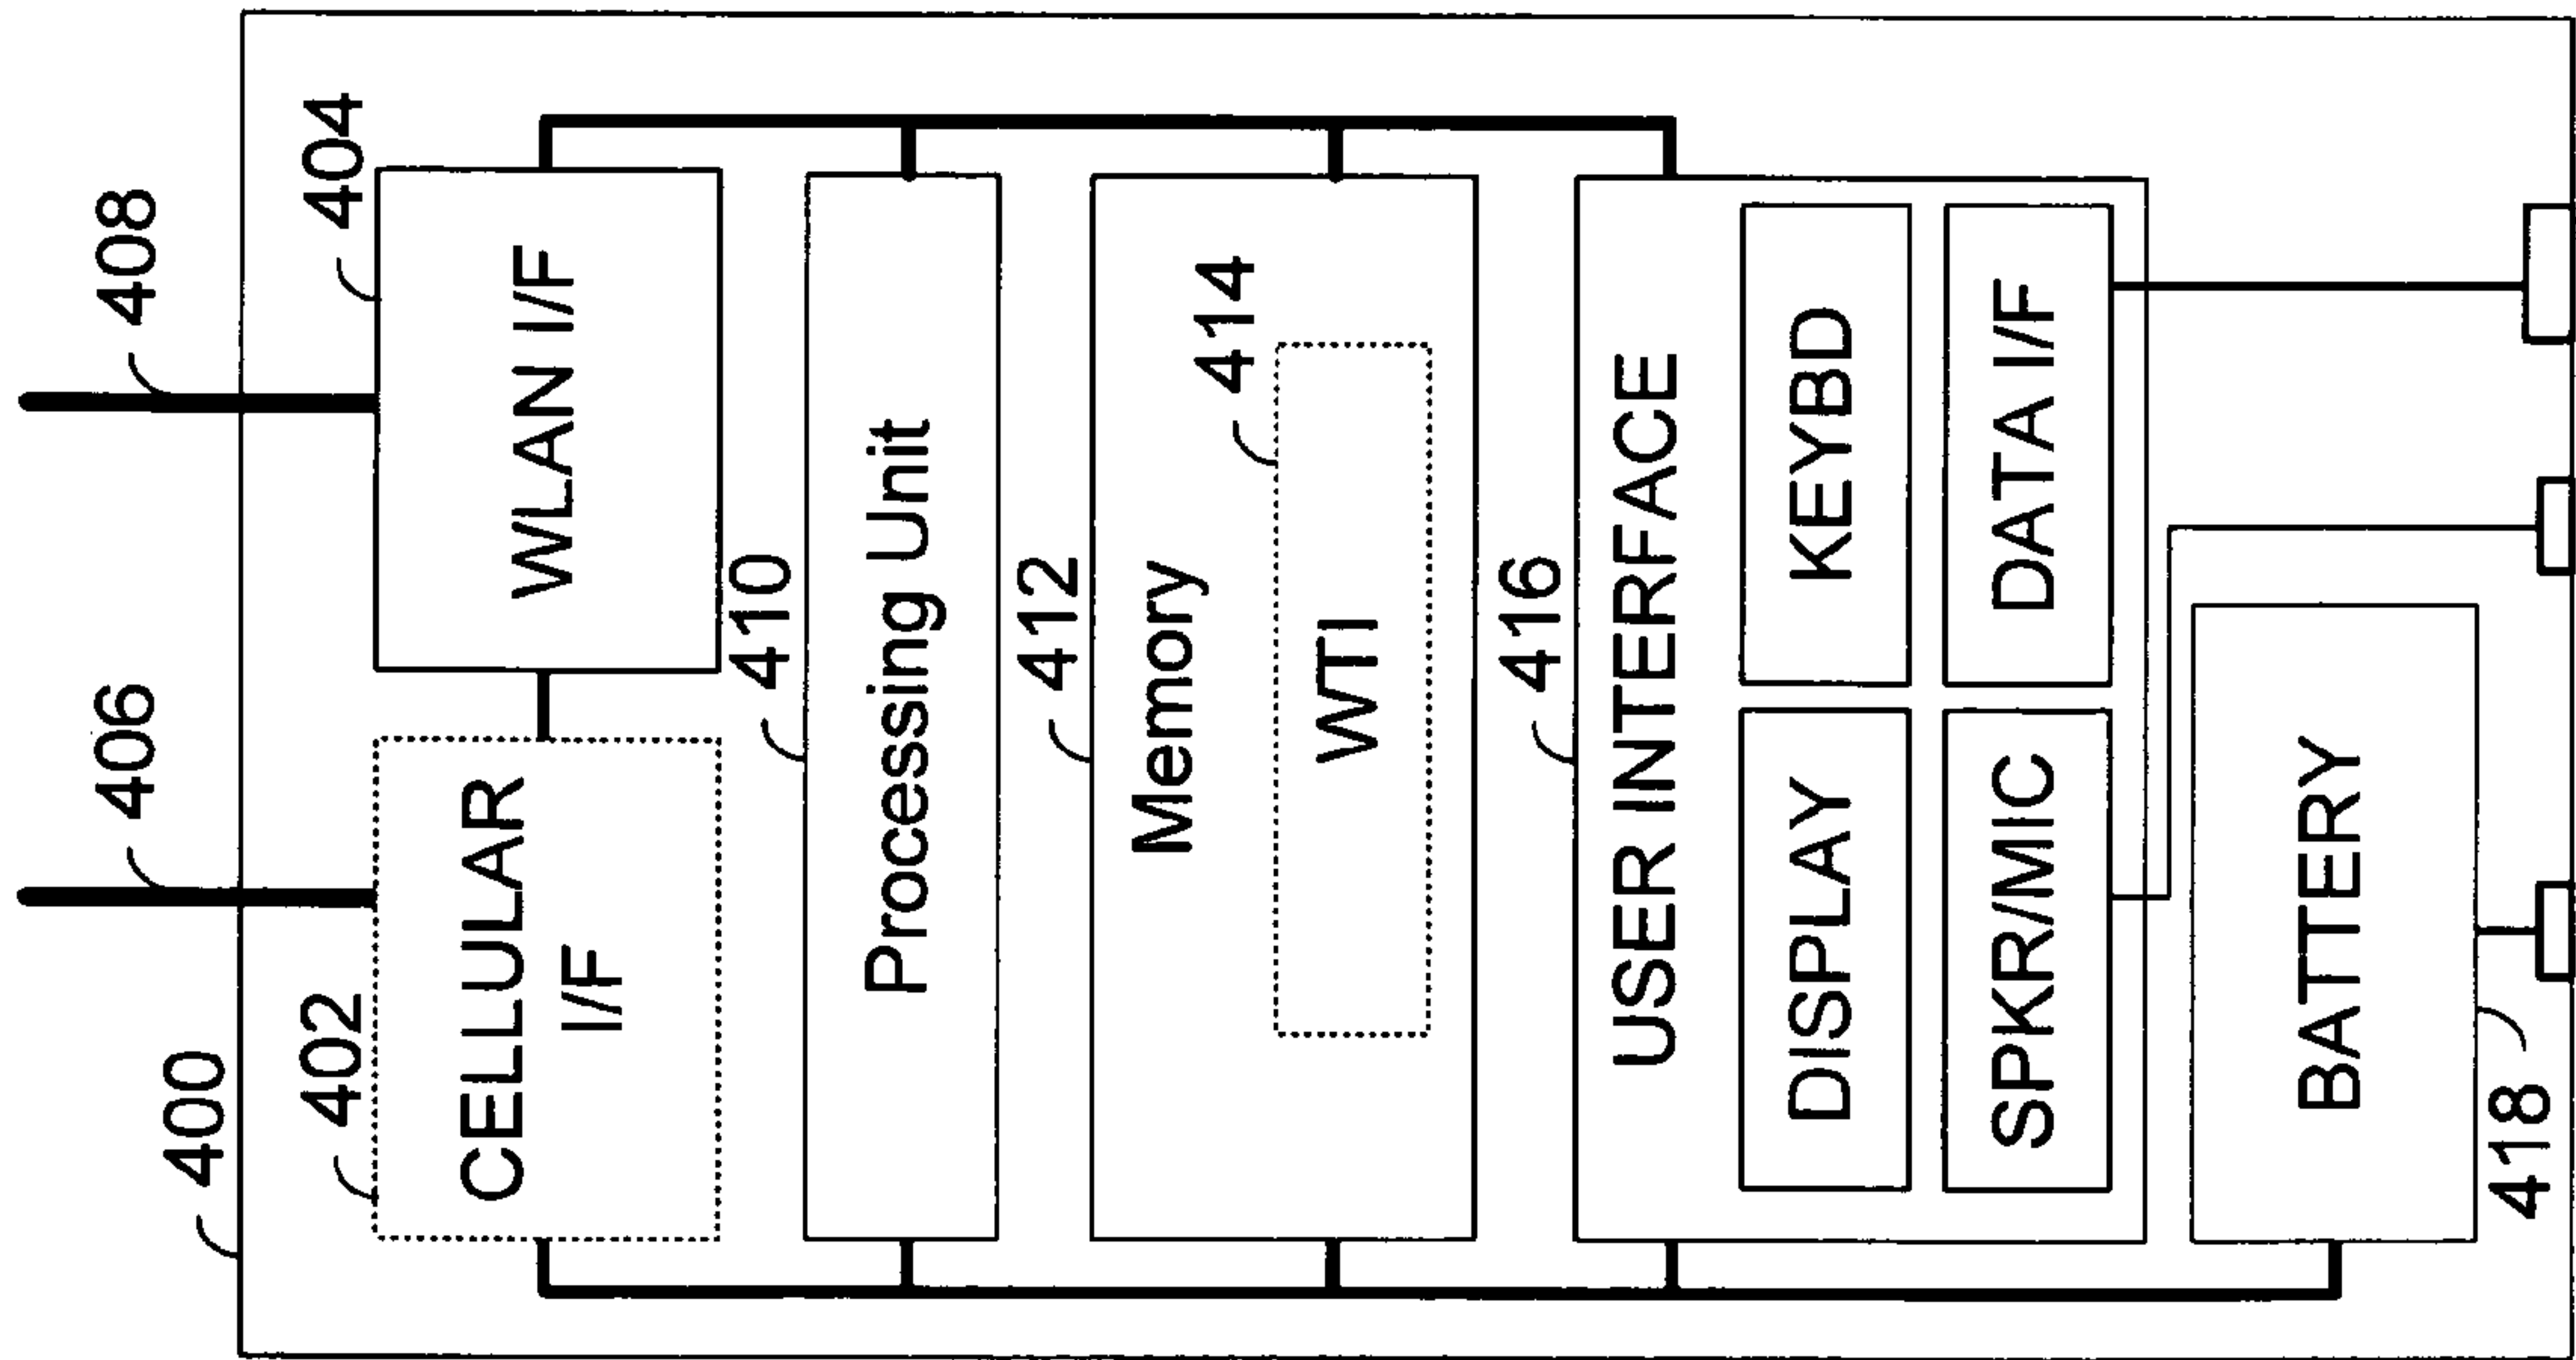 400
406
408
402
404
CELLULAR
I/F
WLAN I/F
410
Processing Unit
412
Memory
414
WTI
416
USER INTERFACE
DISPLAY
KEYBD
SPKR/MIC
DATA I/F
BATTERY
418